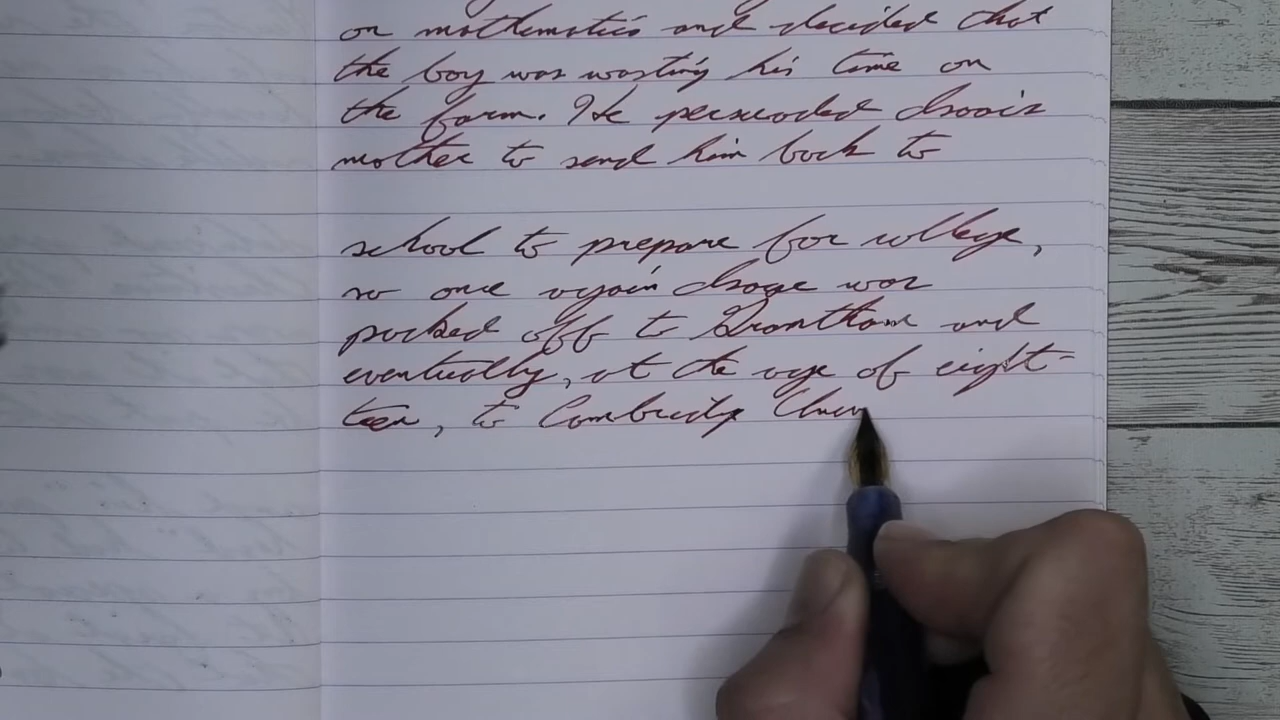 on mathematics and decided that
the boy was wasting his time on
the farm. He persuaded Isaac's
mother to send him back to
school to prepare for college,
so once again Isaac was
packed off to Grantham and
eventually, at the age of eight-
teen, to Cambridge Univ